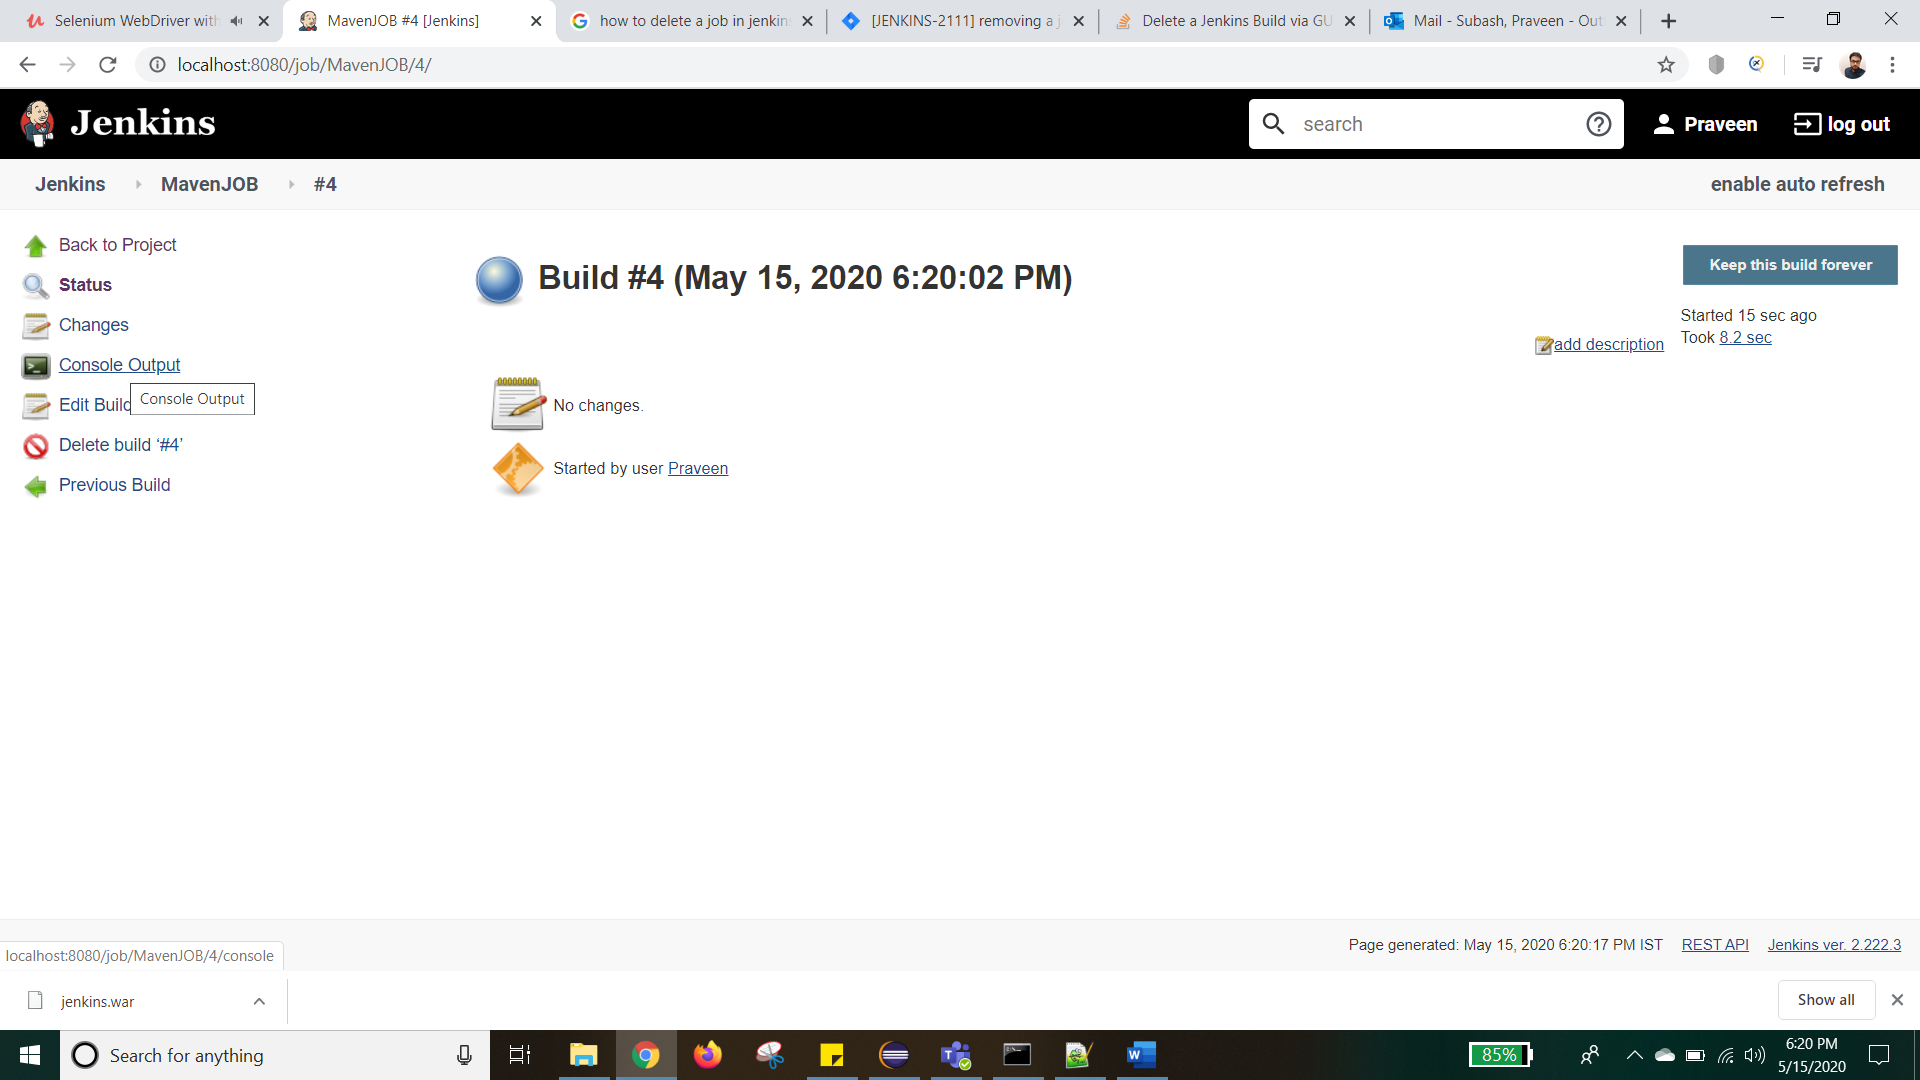 Selenium WebDriver with
MavenJOB #4 [Jenkins]
how to delete a job in jenkin
[JENKINS-2111] removing a j
Delete a Jenkins Build via GU
Mail - Subash, Praveen - Out
localhost:8080/job/MavenJOB/4/
Jenkins
search
Praveen
log out
Jenkins
MavenJOB
#4
enable auto refresh
Back to Project
Status
Changes
Console Output
Console Output
Edit Build
Delete build ‘#4’
Previous Build
Build #4 (May 15, 2020 6:20:02 PM)
Keep this build forever
Started 15 sec ago
Took 8.2 sec
add description
No changes.
Started by user Praveen
Page generated: May 15, 2020 6:20:17 PM IST
REST API
Jenkins ver. 2.222.3
localhost:8080/job/MavenJOB/4/console
jenkins.war
Show all
Search for anything
85%
6:20 PM
5/15/2020